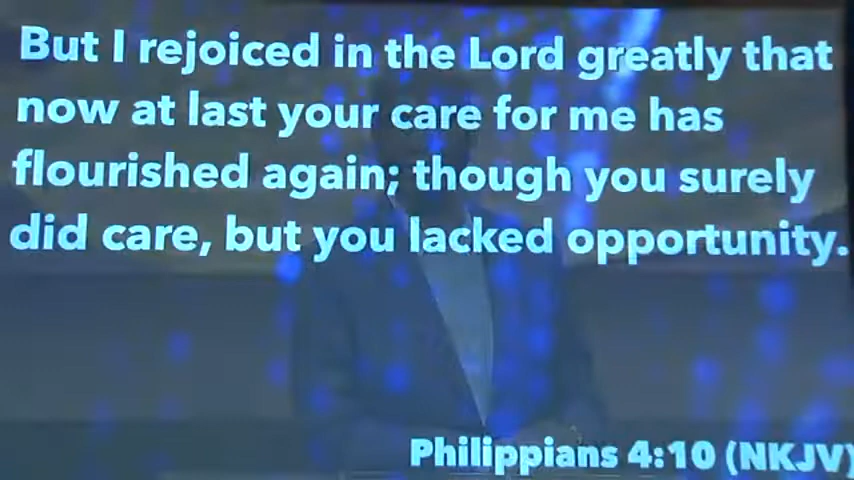 But I rejoiced in the Lord greatly that
now at last your care for me has
flourished again; though you surely
did care, but you lacked opportunity.
Philippians 4:10 (NKJV)